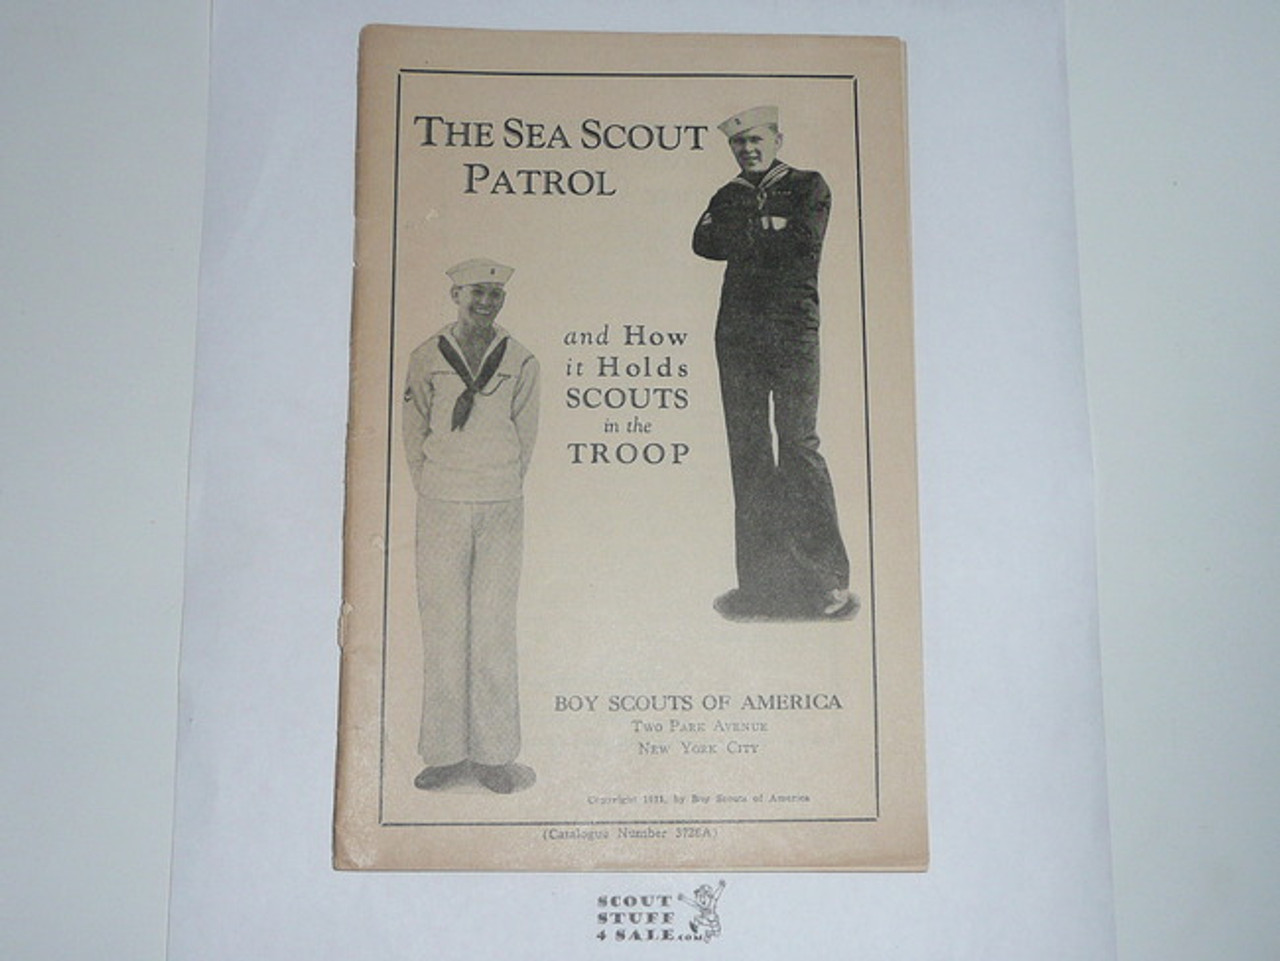 THE SEA SCOUT
PATROL
and How
it Holds
SCOUTS
in the
TROOP
BOY SCOUTS OF AMERICA
TWO PARK AVENUE
NEW YORK CITY
Copyright by Boy Scouts of America
(Catalogue Number 3728A)
SCOUT
STUFF
4 SALE.COM